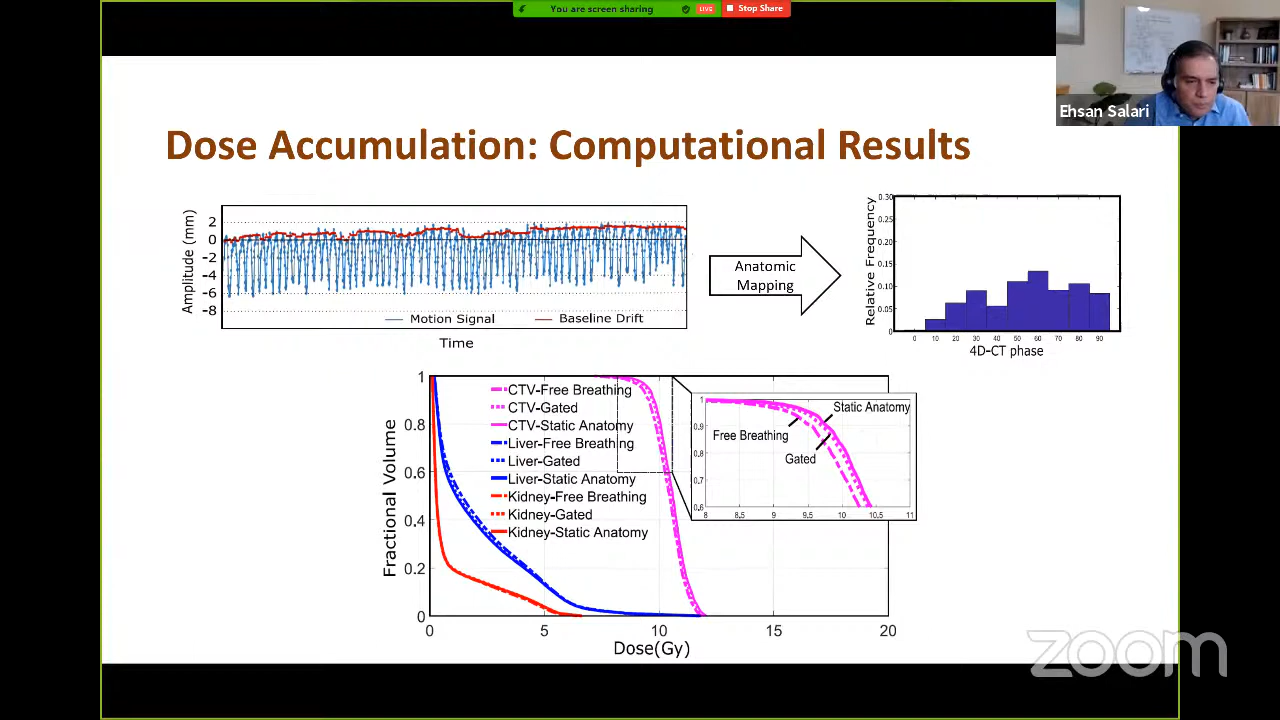 You are screen sharing
LIVE
Stop Share
Ehsan Salari
Dose Accumulation: Computational Results
Amplitude (mm)
2
0
−2
−4
−6
−8
Motion Signal
Baseline Drift
Time
Anatomic
Mapping
Relative Frequency
0.30
0.25
0.20
0.15
0.10
0.05
0
0 10 20 30 40 50 60 70 80 90
4D-CT phase
Fractional Volume
1
0.8
0.6
0.4
0.2
0
CTV-Free Breathing
CTV-Gated
CTV-Static Anatomy
Liver-Free Breathing
Liver-Gated
Liver-Static Anatomy
Kidney-Free Breathing
Kidney-Gated
Kidney-Static Anatomy
1
0.9
0.8
0.7
0.6
Static Anatomy
Free Breathing
Gated
8 8,5 9 9,5 10 10,5 11
0 5 10 15 20
Dose(Gy)
zoom